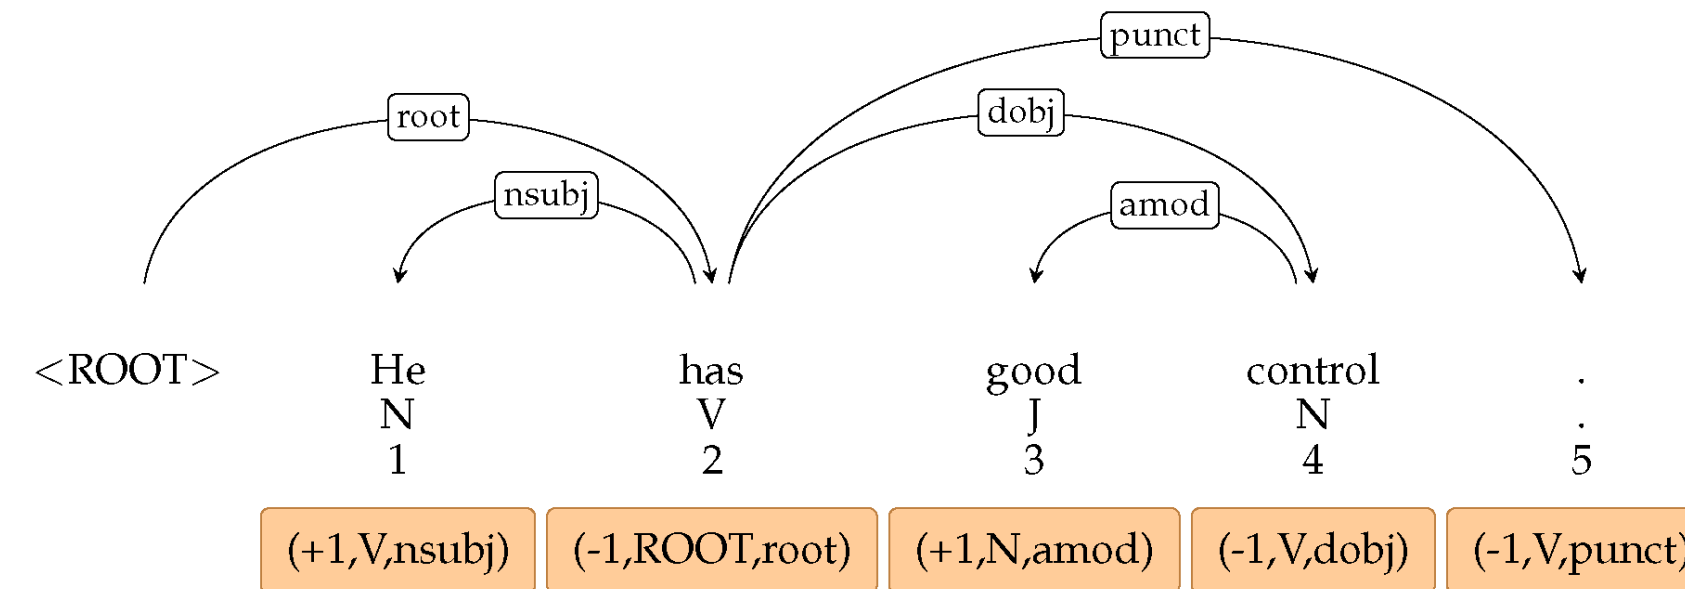 punct
root
dobj
nsubj
amod
<ROOT> He has good control .
N V J N .
1 2 3 4 5
(+1,V,nsubj) (-1,ROOT,root) (+1,N,amod) (-1,V,dobj) (-1,V,punct)